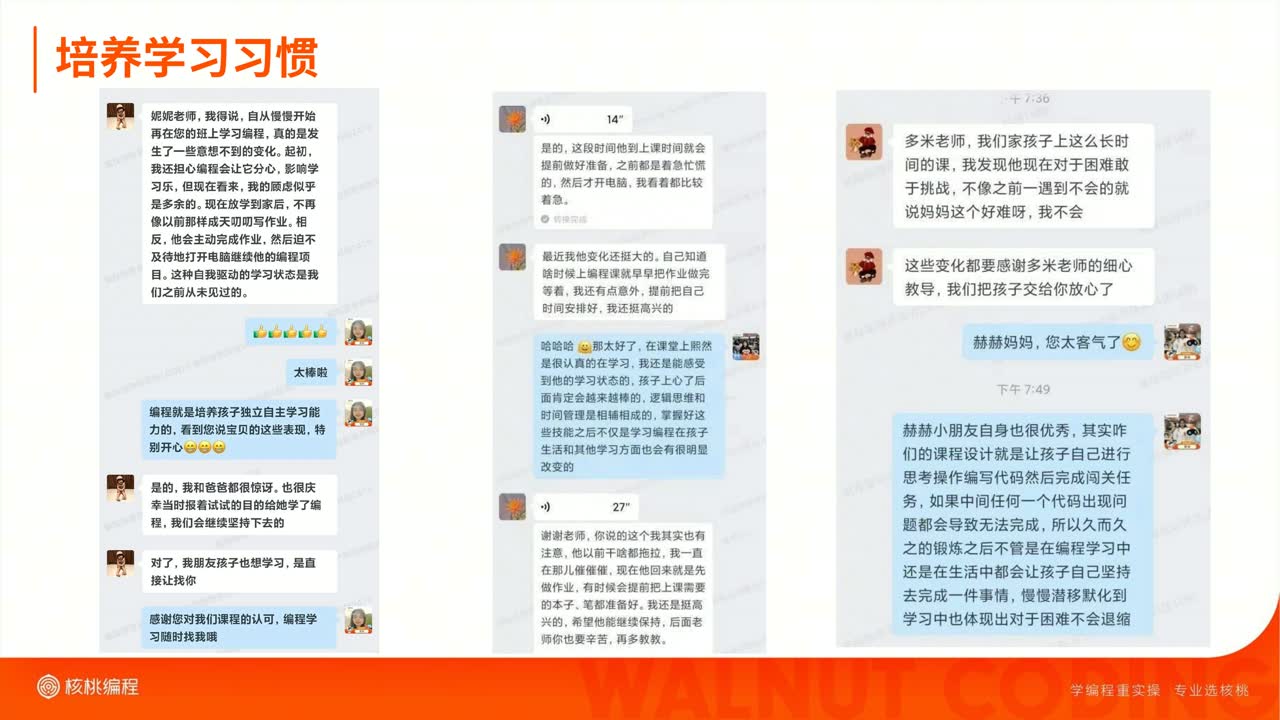 培养学习习惯
妮妮老师，我得说，自从慢慢开始
再在您的班上学习编程，真的是发
生了一些意想不到的变化。起初，
我还担心编程会让它分心，影响学
习乐，但现在看来，我的顾虑似乎
是多余的。现在放学到家后，不再
像以前那样成天叨叨写作业。相
反，他会主动完成作业，然后迫不
及待地打开电脑继续他的编程项
目。这种自我驱动的学习状态是我
们之前从未见过的。
太棒啦
编程就是培养孩子独立自主学习能
力的，看到您说宝贝的这些表现，特
别开心
是的，我和爸爸都很惊讶。也很庆
幸当时报着试试的目的给她学了编
程，我们会继续坚持下去的
对了，我朋友孩子也想学习，是直
接让找你
感谢您对我们课程的认可，编程学
习随时找我哦
14"
是的，这段时间他到上课时间就会
提前做好准备，之前都是着急忙慌
的，然后才开电脑，我看着都比较
着急。
转换完成
最近我他变化还挺大的。自己知道
啥时候上编程课就早早把作业做完
等着，我还有点意外，提前把自己
时间安排好，我还挺高兴的
哈哈哈 那太好了，在课堂上熙然
是很认真的在学习，我还是能感受
到他的学习状态的，孩子上心了后
面肯定会越来越棒的，逻辑思维和
时间管理是相辅相成的，掌握好这
些技能之后不仅是学习编程在孩子
生活和其他学习方面也会有很明显
改变的
27"
谢谢老师，你说的这个我其实也有
注意，他以前干啥都拖拉，我一直
在那儿催催催，现在他回来就是先
做作业，有时候会提前把上课需要
的本子、笔都准备好。我还是挺高
兴的，希望他能继续保持，后面老
师你也要辛苦，再多教教。
下午 7:36
多米老师，我们家孩子上这么长时
间的课，我发现他现在对于困难敢
于挑战，不像之前一遇到不会的就
说妈妈这个好难呀，我不会
这些变化都要感谢多米老师的细心
教导，我们把孩子交给你放心了
赫赫妈妈，您太客气了
下午 7:49
赫赫小朋友自身也很优秀，其实咋
们的课程设计就是让孩子自己进行
思考操作编写代码然后完成闯关任
务，如果中间任何一个代码出现问
题都会导致无法完成，所以久而久
之的锻炼之后不管是在编程学习中
还是在生活中都会让孩子自己坚持
去完成一件事情，慢慢潜移默化到
学习中也体现出对于困难不会退缩
核桃编程
WALNUT CODING
学编程重实操 专业选核桃